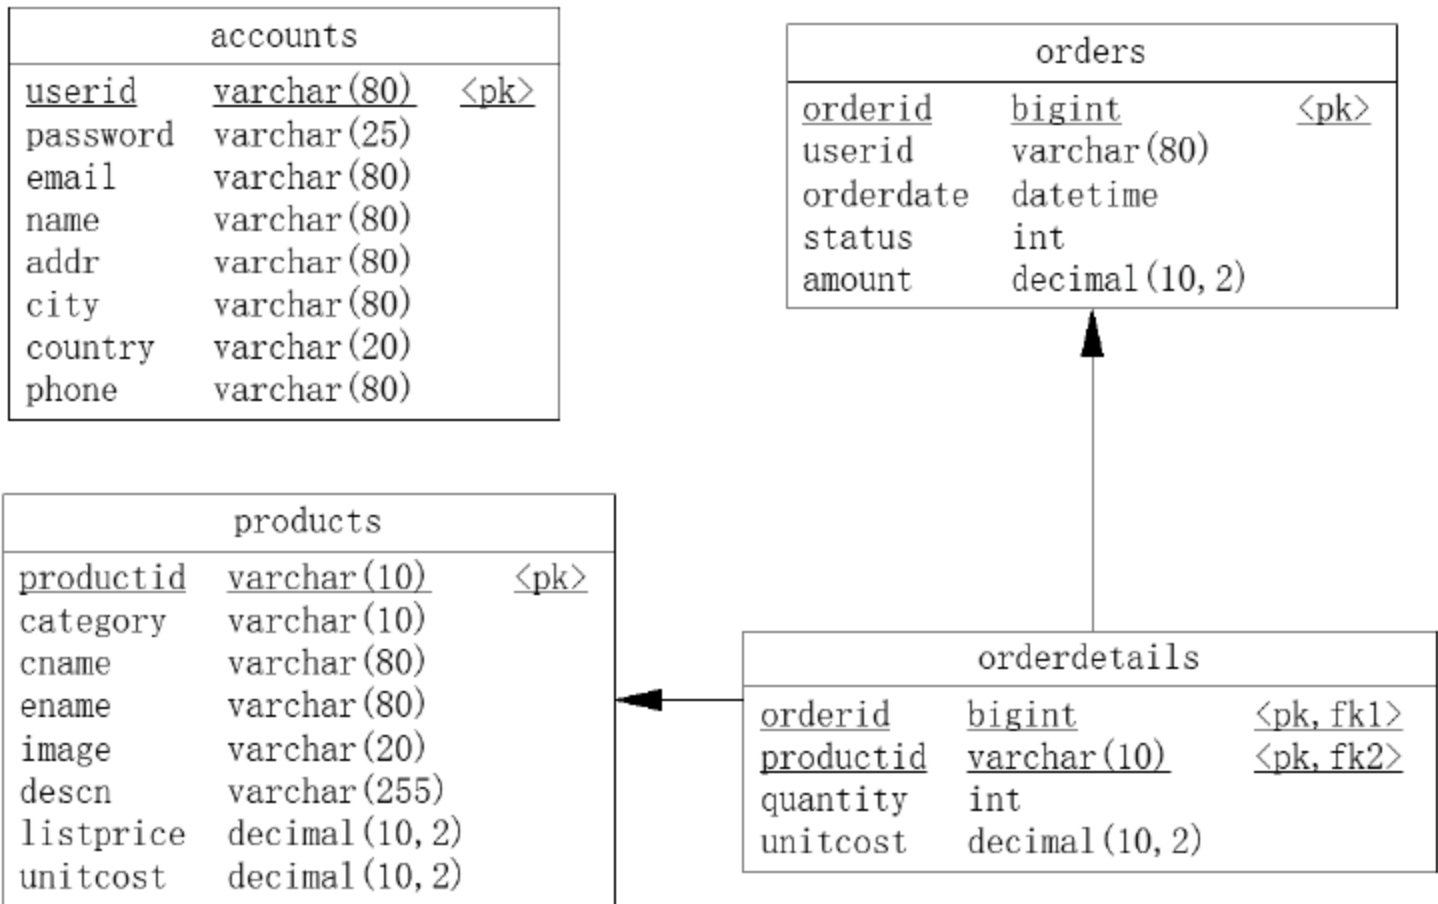 accounts
userid varchar(80) <pk>
password varchar(25)
email varchar(80)
name varchar(80)
addr varchar(80)
city varchar(80)
country varchar(20)
phone varchar(80)
orders
orderid bigint <pk>
userid varchar(80)
orderdate datetime
status int
amount decimal(10,2)
products
productid varchar(10) <pk>
category varchar(10)
cname varchar(80)
ename varchar(80)
image varchar(20)
descn varchar(255)
listprice decimal(10,2)
unitcost decimal(10,2)
orderdetails
orderid bigint <pk,fk1>
productid varchar(10) <pk,fk2>
quantity int
unitcost decimal(10,2)